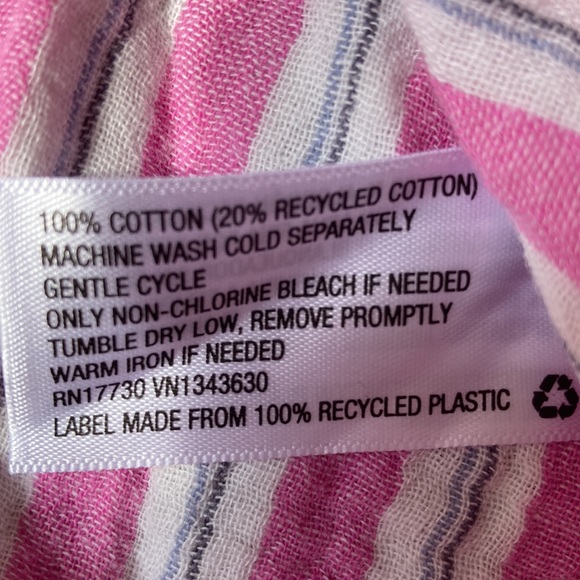 100% COTTON (20% RECYCLED COTTON)
MACHINE WASH COLD SEPARATELY
GENTLE CYCLE
ONLY NON-CHLORINE BLEACH IF NEEDED
TUMBLE DRY LOW, REMOVE PROMPTLY
WARM IRON IF NEEDED
RN17730 VN1343630
LABEL MADE FROM 100% RECYCLED PLASTIC